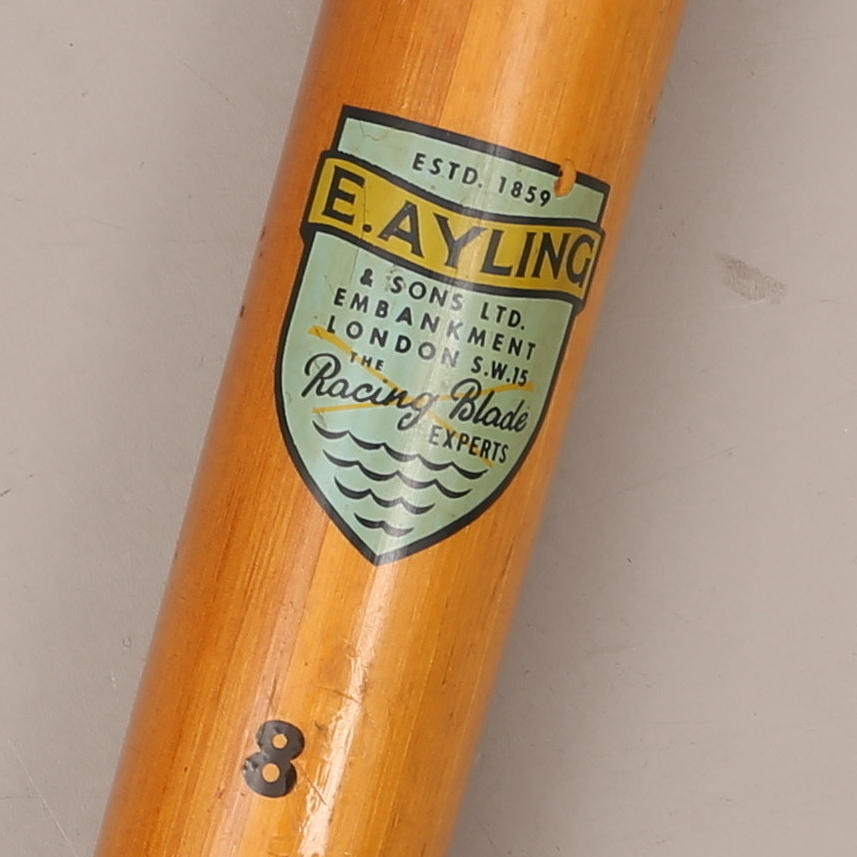 ESTD. 1859
E. AYLING
& SONS LTD.
EMBANKMENT
LONDON S.W.15
THE
Racing Blade
EXPERTS
8